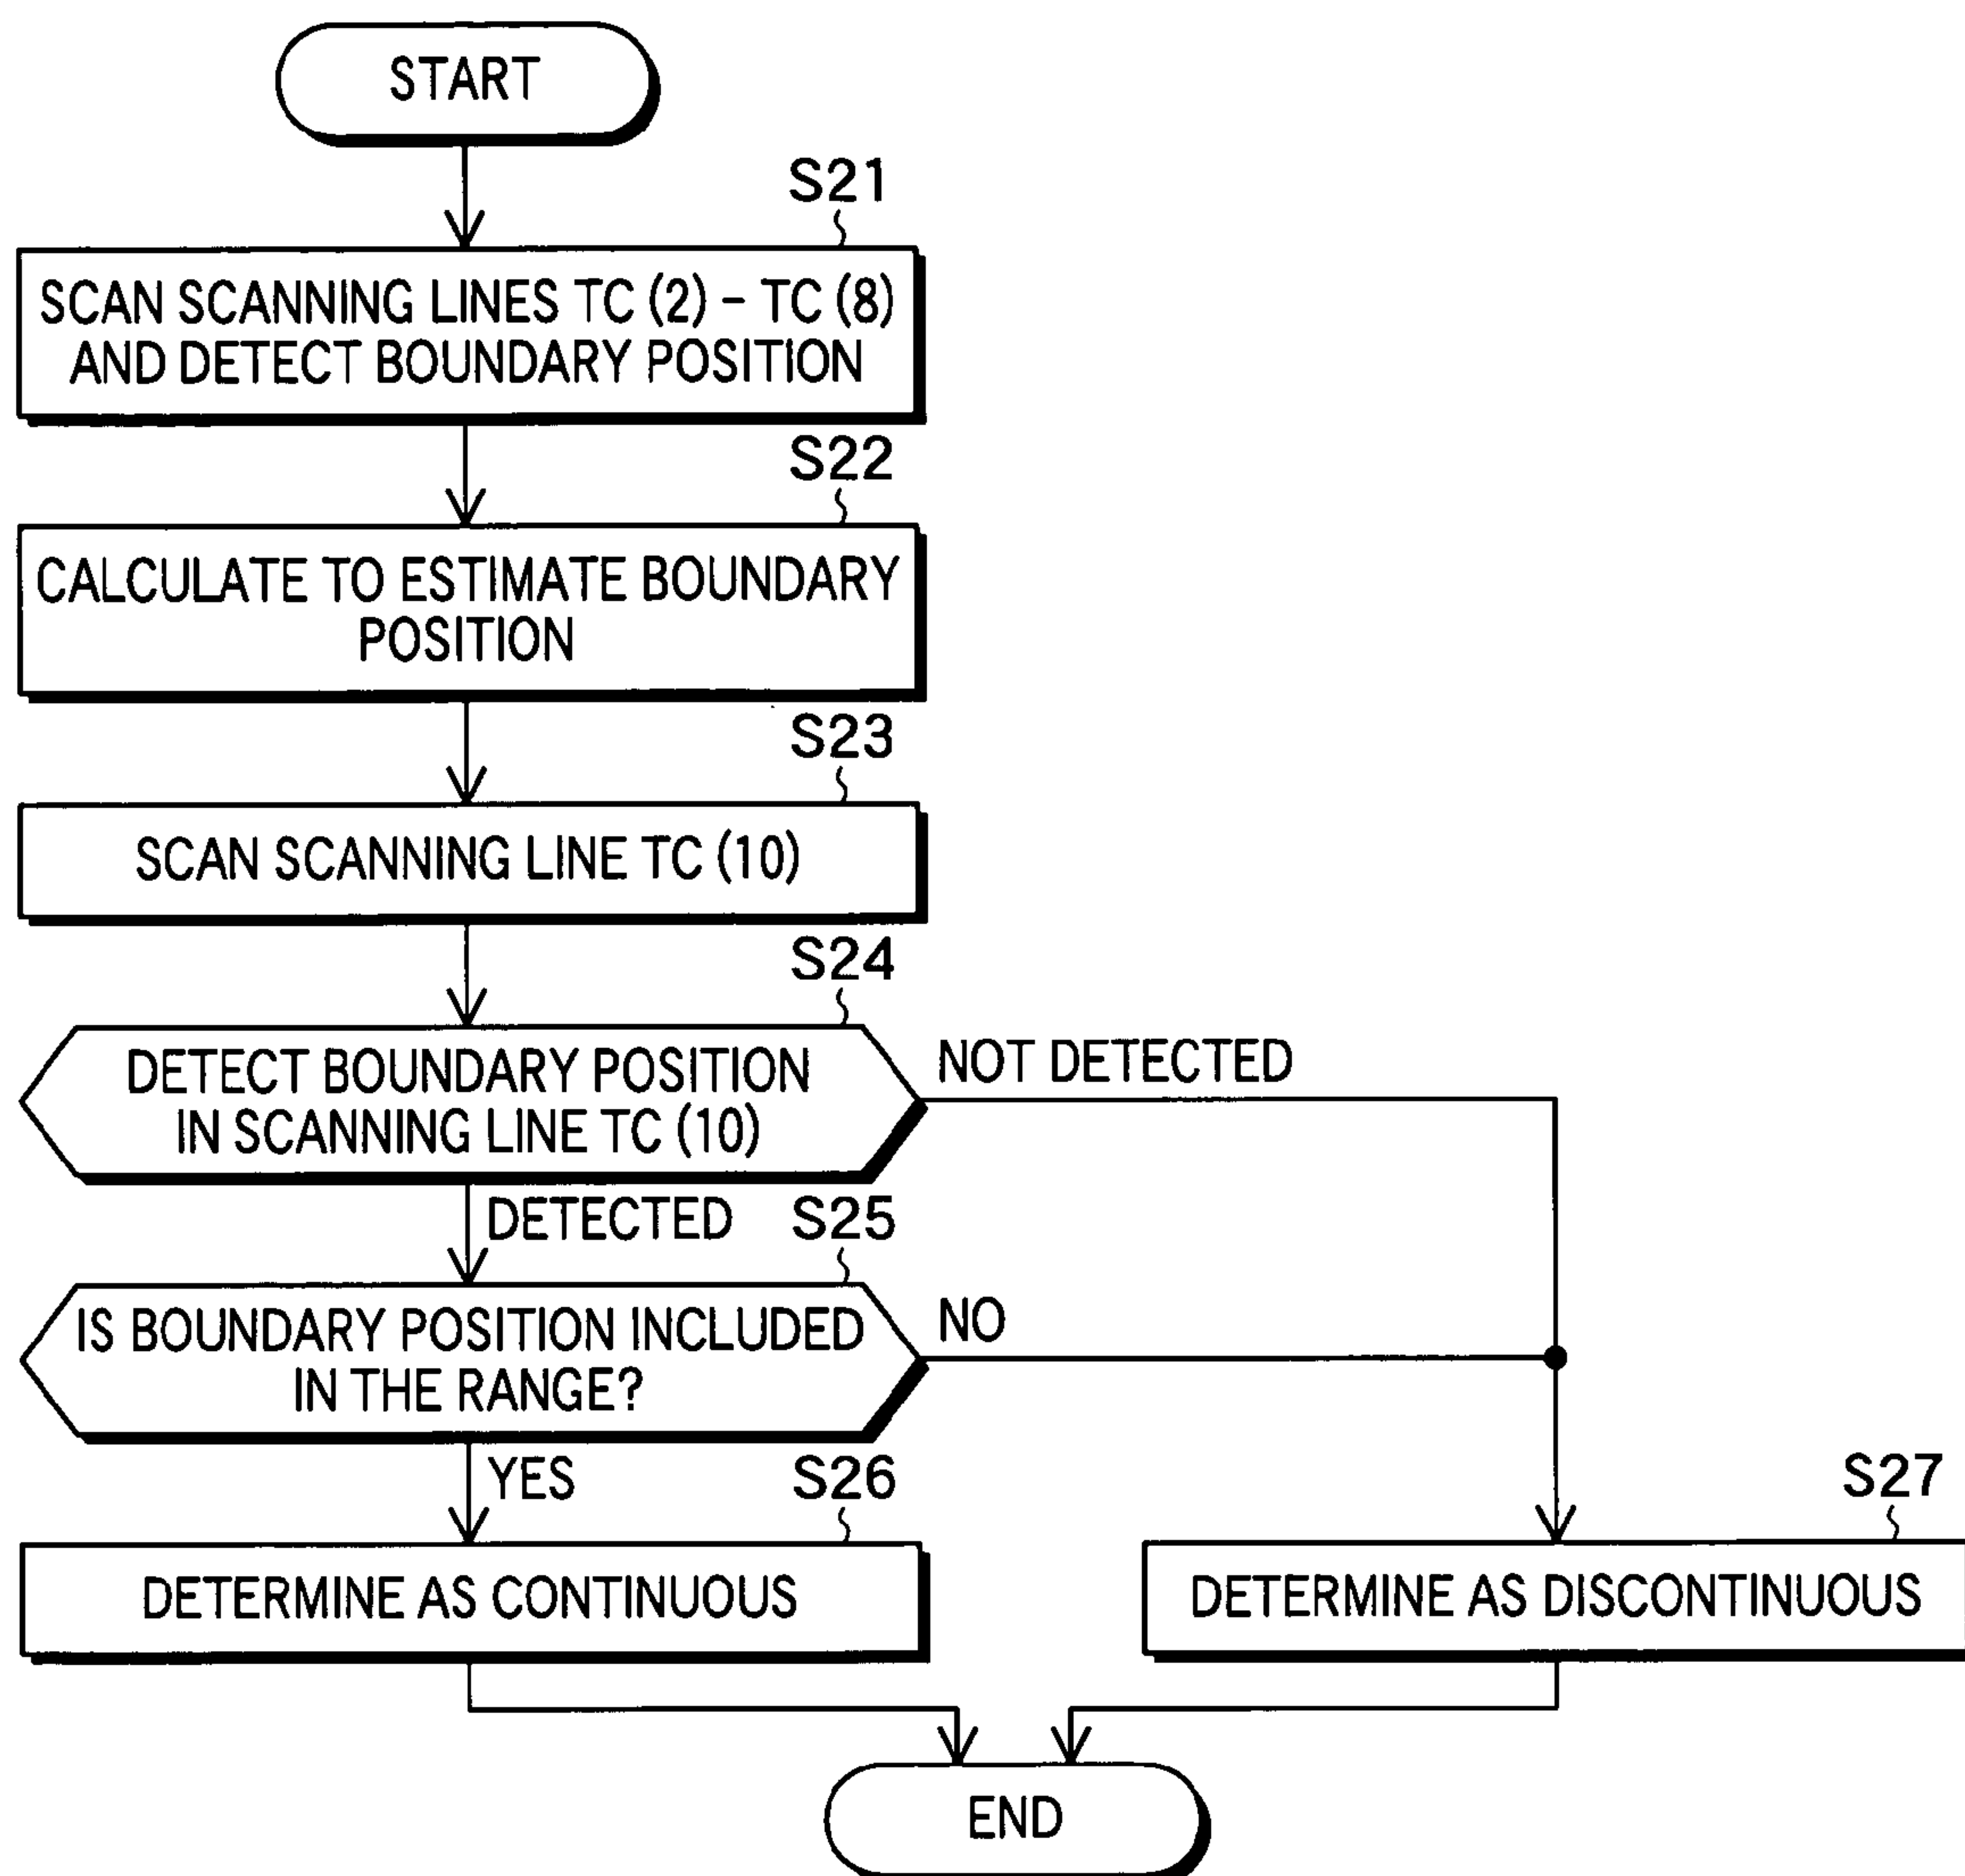 START
S21
SCAN SCANNING LINES TC (2) – TC (8)
AND DETECT BOUNDARY POSITION
S22
CALCULATE TO ESTIMATE BOUNDARY
POSITION
S23
SCAN SCANNING LINE TC (10)
S24
DETECT BOUNDARY POSITION
IN SCANNING LINE TC (10)
NOT DETECTED
DETECTED
S25
IS BOUNDARY POSITION INCLUDED
IN THE RANGE?
NO
YES
S26
DETERMINE AS CONTINUOUS
S27
DETERMINE AS DISCONTINUOUS
END